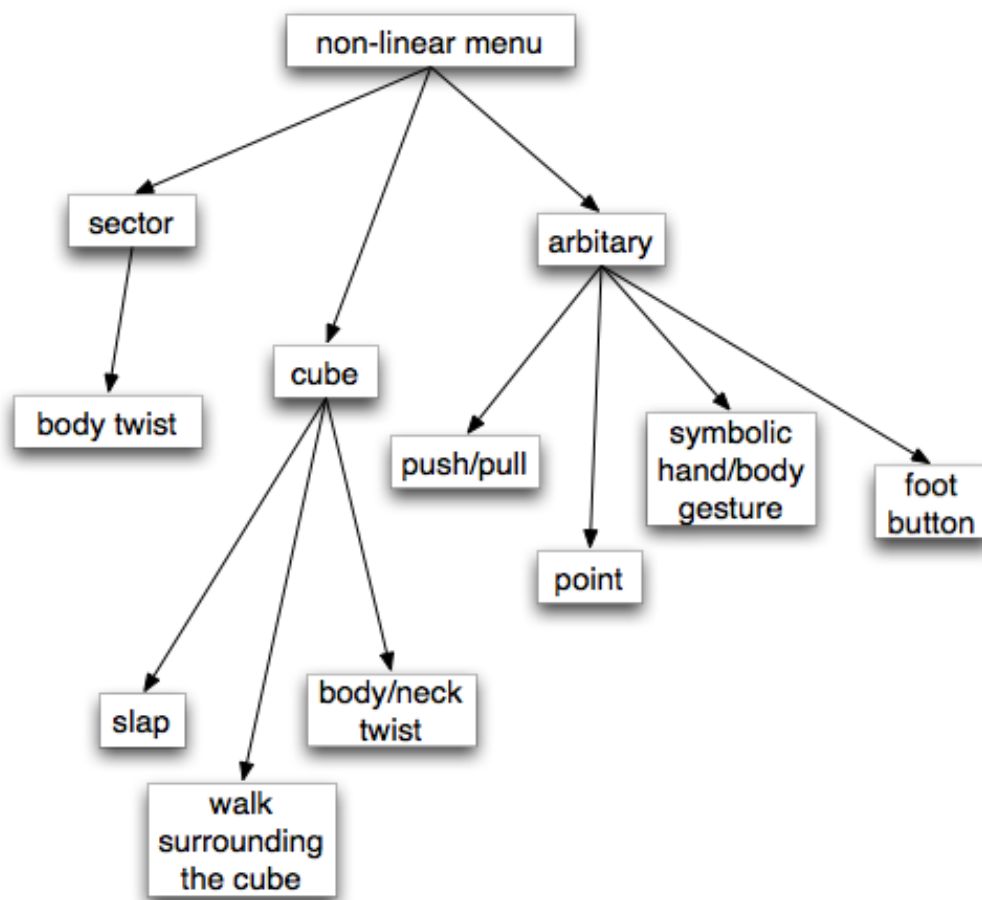 non-linear menu
sector
arbitary
cube
body twist
push/pull
symbolic
hand/body
gesture
foot
button
point
slap
body/neck
twist
walk
surrounding
the cube